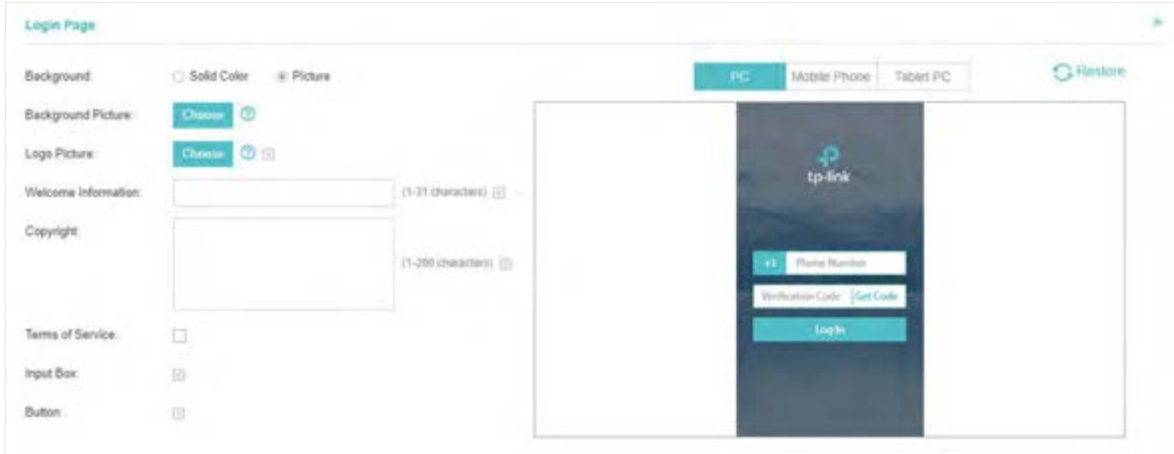 Login Page
Background: Solid Color Picture
PC Mobile Phone Tablet PC Restore
Background Picture: Choose
Logo Picture: Choose
Welcome Information: (1-31 characters)
Copyright: (1-200 characters)
Terms of Service:
Input Box:
Button:
tp-link
+1 Phone Number
Verification Code Get Code
Log In